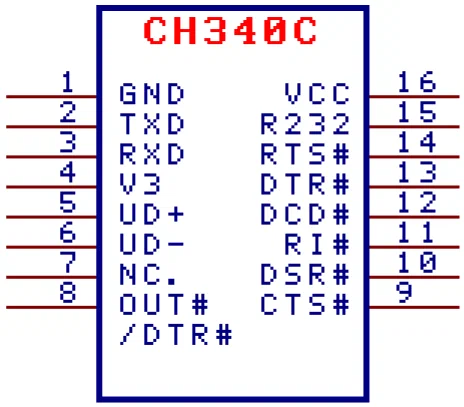 CH340C
1 GND VCC 16
2 TXD R232 15
3 RXD RTS# 14
4 V3 DTR# 13
5 UD+ DCD# 12
6 UD- RI# 11
7 NC. DSR# 10
8 OUT# CTS# 9
/DTR#